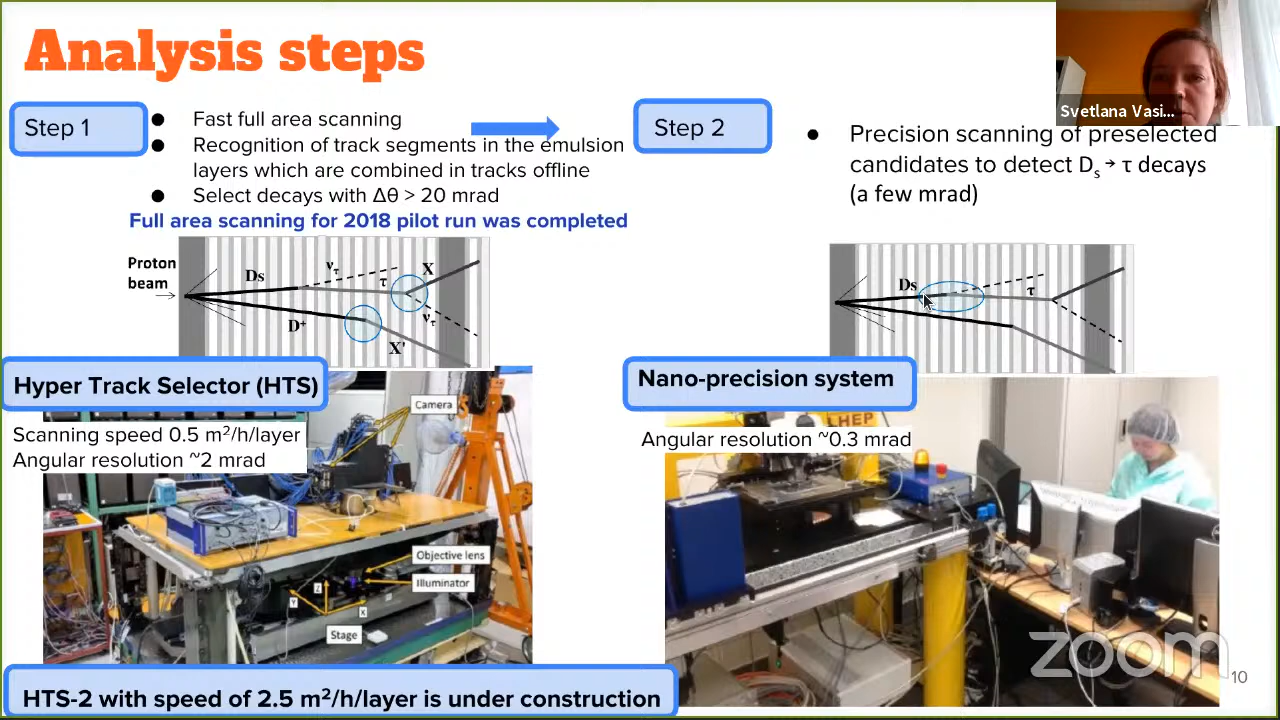 Analysis steps
Svetlana Vasi...
Step 1
● Fast full area scanning
● Recognition of track segments in the emulsion
layers which are combined in tracks offline
● Select decays with Δθ > 20 mrad
Full area scanning for 2018 pilot run was completed
Step 2
● Precision scanning of preselected
candidates to detect Dₛ → τ decays
(a few mrad)
Proton
beam
Ds
ντ
τ
X
ντ
D⁺
X'
Ds
τ
Hyper Track Selector (HTS)
Scanning speed 0.5 m²/h/layer
Angular resolution ~2 mrad
Camera
Objective lens
Illuminator
Z
Y
X
Stage
Nano-precision system
Angular resolution ~0.3 mrad
LHEP
HTS-2 with speed of 2.5 m²/h/layer is under construction
zoom
10